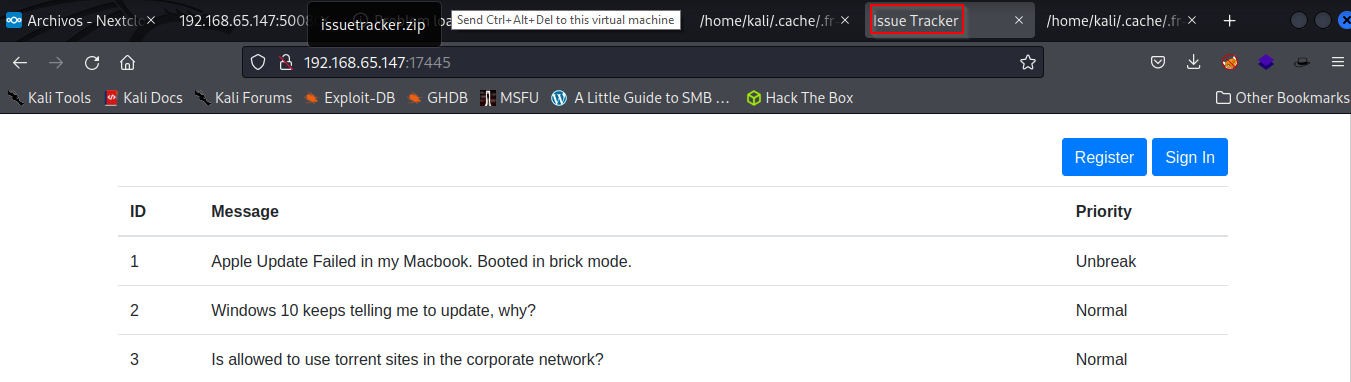 Archivos - Nextclo
192.168.65.147:5008
Problem loa
issuetracker.zip
Send Ctrl+Alt+Del to this virtual machine
/home/kali/.cache/.fr
Issue Tracker
/home/kali/.cache/.fr
192.168.65.147:17445
Kali Tools
Kali Docs
Kali Forums
Exploit-DB
GHDB
MSFU
A Little Guide to SMB ...
Hack The Box
Other Bookmarks
Register
Sign In
ID Message Priority
1 Apple Update Failed in my Macbook. Booted in brick mode. Unbreak
2 Windows 10 keeps telling me to update, why? Normal
3 Is allowed to use torrent sites in the corporate network? Normal